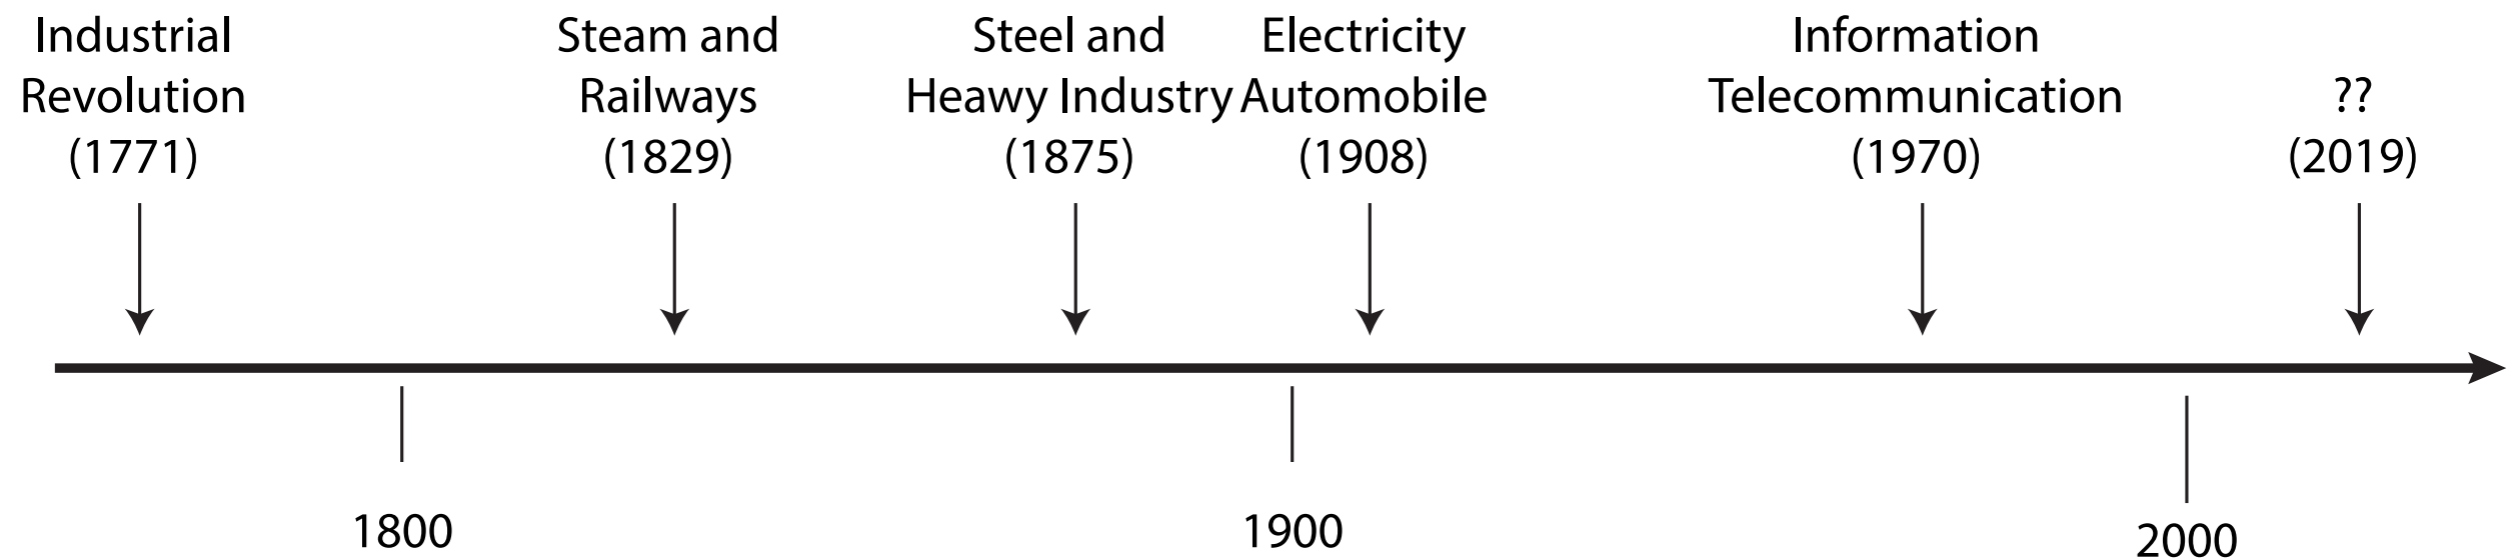 Industrial
Revolution
(1771)
Steam and
Railways
(1829)
Steel and
Heawy Industry
(1875)
Electricity
Automobile
(1908)
Information
Telecommunication
(1970)
??
(2019)
1800
1900
2000